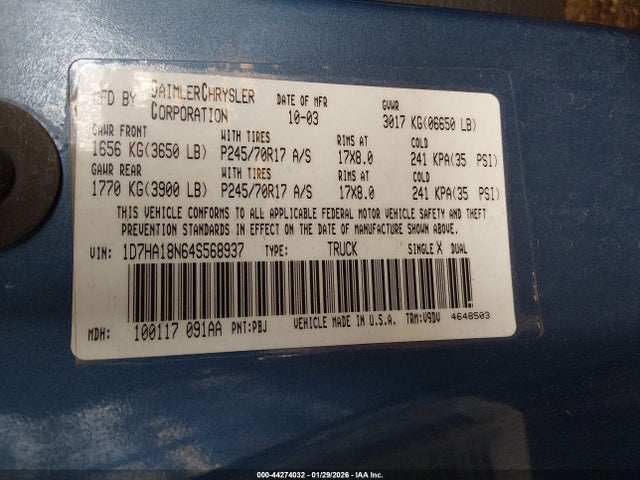 MFD BY DAIMLERCHRYSLER CORPORATION DATE OF MFR 10-03 GVWR 3017 KG(06650 LB)
GAWR FRONT WITH TIRES RIMS AT COLD
1656 KG(3650 LB) P245/70R17 A/S 17X8.0 241 KPA(35 PSI)
GAWR REAR WITH TIRES RIMS AT COLD
1770 KG(3900 LB) P245/70R17 A/S 17X8.0 241 KPA(35 PSI)
THIS VEHICLE CONFORMS TO ALL APPLICABLE FEDERAL MOTOR VEHICLE SAFETY AND THEFT
PREVENTION STANDARDS IN EFFECT ON THE DATE OF MANUFACTURE SHOWN ABOVE.
VIN: 1D7HA18N64S568937 TYPE: TRUCK SINGLE X DUAL
MDH: 100117 091AA PNT:PBJ VEHICLE MADE IN U.S.A. TRM:V9DV 4648503
000-44274032 - 01/29/2026 - IAA Inc.